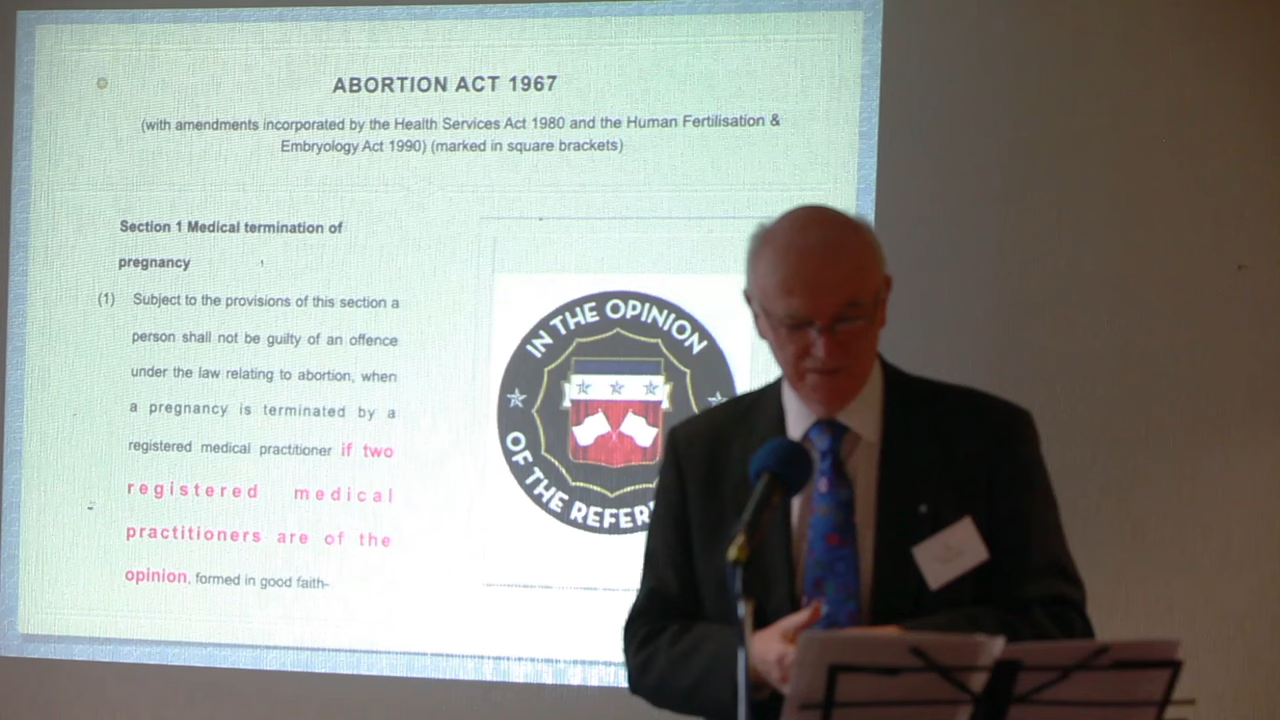 ABORTION ACT 1967
(with amendments incorporated by the Health Services Act 1980 and the Human Fertilisation &
Embryology Act 1990) (marked in square brackets)
Section 1 Medical termination of
pregnancy
(1) Subject to the provisions of this section a
person shall not be guilty of an offence
under the law relating to abortion, when
a pregnancy is terminated by a
registered medical practitioner if two
registered medical
practitioners are of the
opinion, formed in good faith-
IN THE OPINION
OF THE REFER